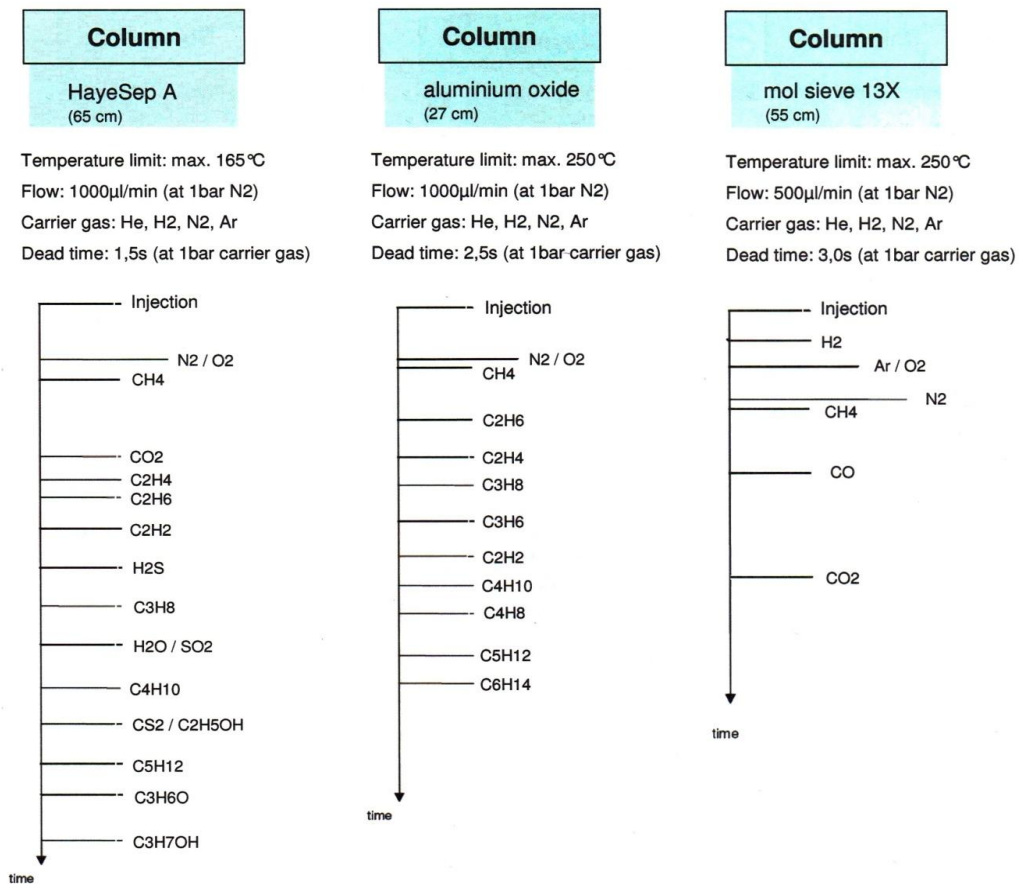 Column
HayeSep A
(65 cm)
Temperature limit: max. 165°C
Flow: 1000µl/min (at 1bar N2)
Carrier gas: He, H2, N2, Ar
Dead time: 1,5s (at 1bar carrier gas)
Injection
N2 / O2
CH4
CO2
C2H4
C2H6
C2H2
H2S
C3H8
H2O / SO2
C4H10
CS2 / C2H5OH
C5H12
C3H6O
C3H7OH
time
Column
aluminium oxide
(27 cm)
Temperature limit: max. 250°C
Flow: 1000µl/min (at 1bar N2)
Carrier gas: He, H2, N2, Ar
Dead time: 2,5s (at 1bar carrier gas)
Injection
N2 / O2
CH4
C2H6
C2H4
C3H8
C3H6
C2H2
C4H10
C4H8
C5H12
C6H14
time
Column
mol sieve 13X
(55 cm)
Temperature limit: max. 250°C
Flow: 500µl/min (at 1bar N2)
Carrier gas: He, H2, N2, Ar
Dead time: 3,0s (at 1bar carrier gas)
Injection
H2
Ar / O2
N2
CH4
CO
CO2
time